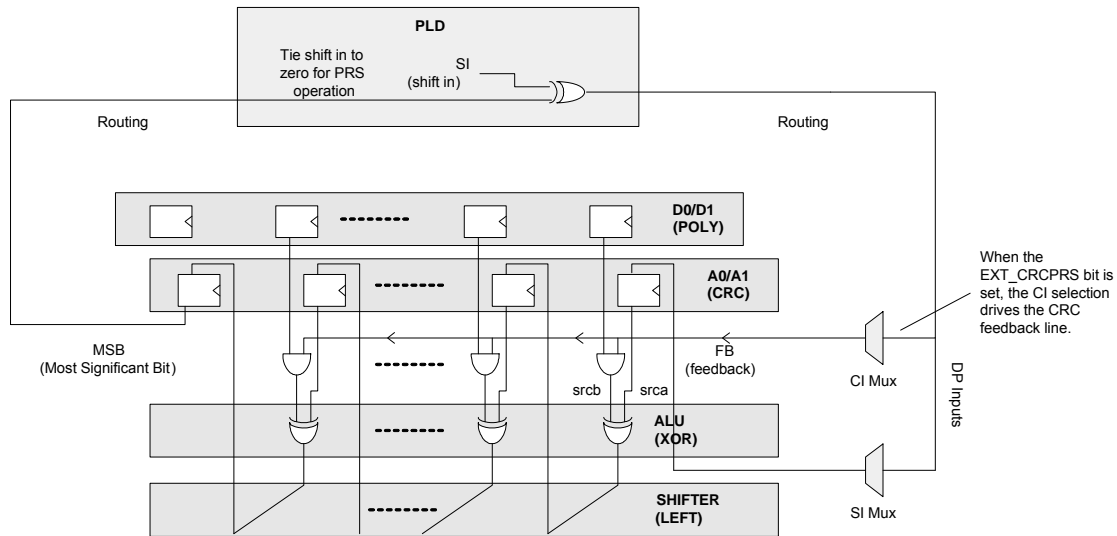 PLD
Tie shift in to
zero for PRS
operation
SI
(shift in)
Routing
Routing
D0/D1
(POLY)
A0/A1
(CRC)
When the
EXT_CRCPRS bit is
set, the CI selection
drives the CRC
feedback line.
MSB
(Most Significant Bit)
FB
(feedback)
CI Mux
DP Inputs
srcb
srca
ALU
(XOR)
SHIFTER
(LEFT)
SI Mux